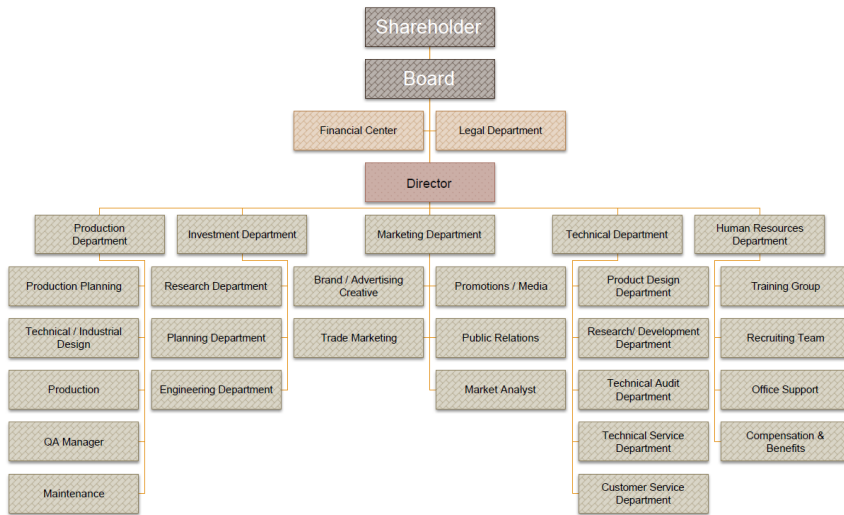 Shareholder
Board
Financial Center
Legal Department
Director
Production
Department
Investment Department
Marketing Department
Technical Department
Human Resources
Department
Production Planning
Technical / Industrial
Design
Production
QA Manager
Maintenance
Research Department
Planning Department
Engineering Department
Brand / Advertising
Creative
Trade Marketing
Promotions / Media
Public Relations
Market Analyst
Product Design
Department
Research/ Development
Department
Technical Audit
Department
Technical Service
Department
Customer Service
Department
Training Group
Recruiting Team
Office Support
Compensation &
Benefits